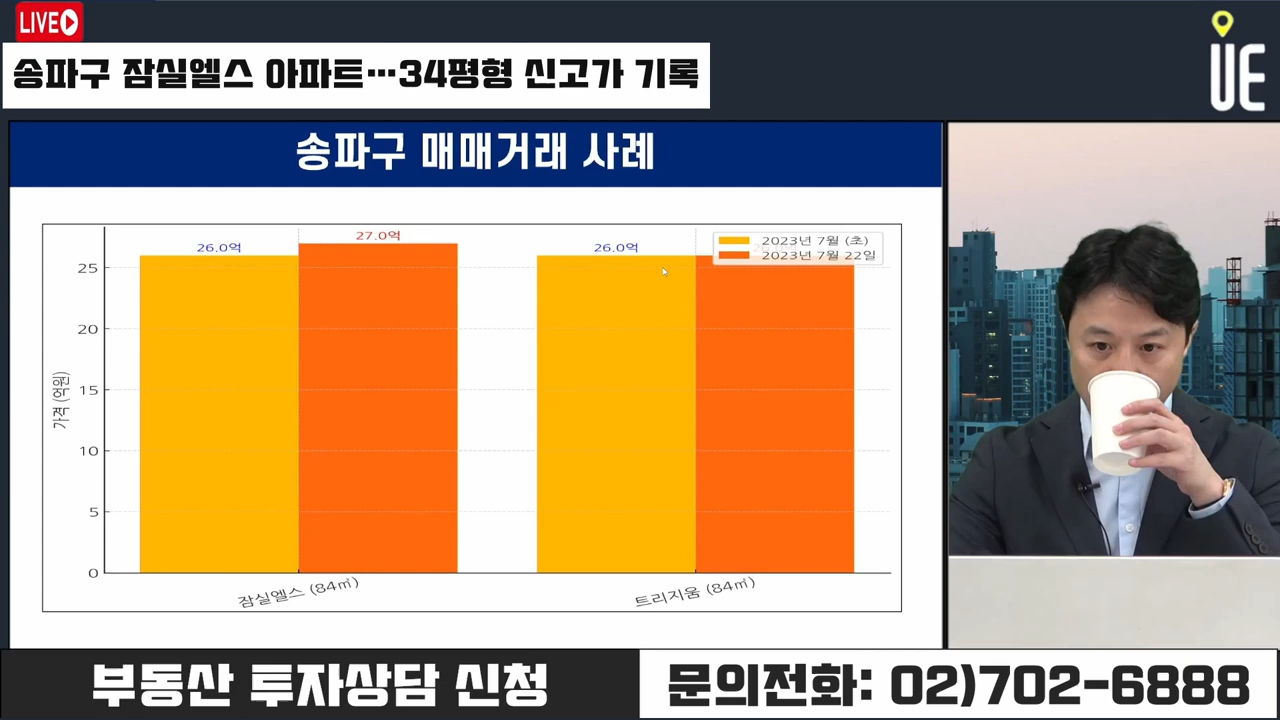 LIVE
송파구 잠실엘스 아파트…34평형 신고가 기록
UE
송파구 매매거래 사례
26.0억
27.0억
26.0억
2023년 7월 (초)
2023년 7월 22일
25
20
15
10
5
0
가격 (억원)
잠실엘스 (84㎡)
트리지움 (84㎡)
부동산 투자상담 신청
문의전화: 02)702-6888